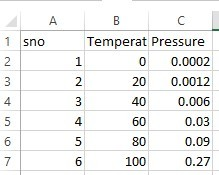 A B C
1 sno Temperat Pressure
2 1 0 0.0002
3 2 20 0.0012
4 3 40 0.006
5 4 60 0.03
6 5 80 0.09
7 6 100 0.27